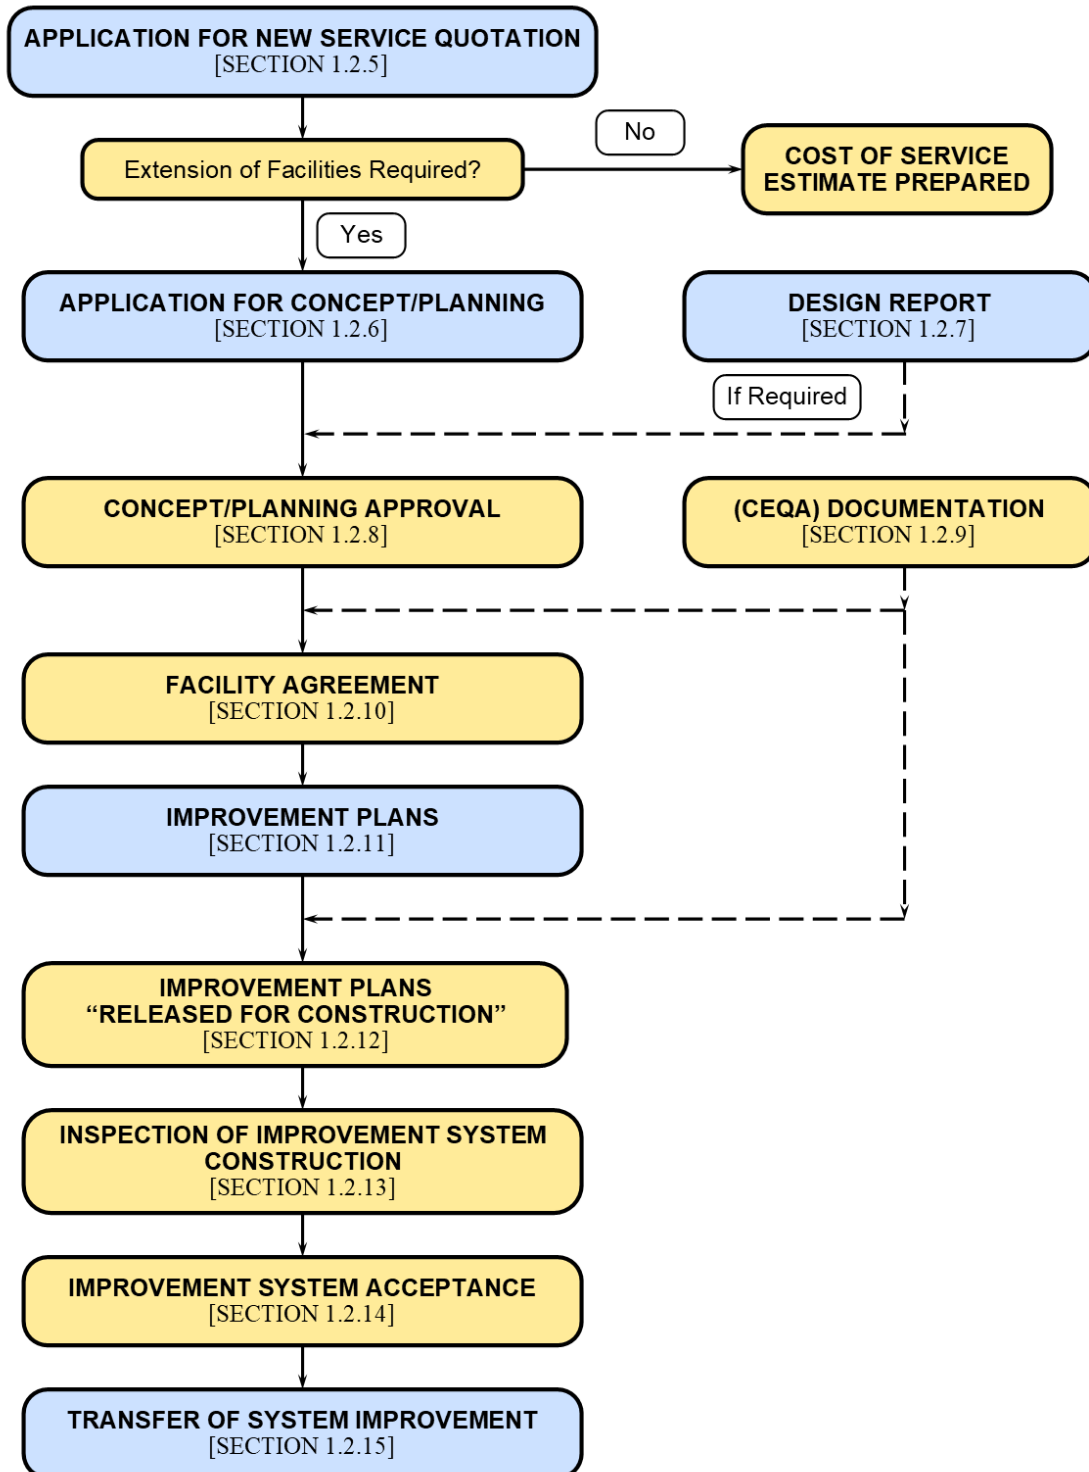 APPLICATION FOR NEW SERVICE QUOTATION
[SECTION 1.2.5]
No
Extension of Facilities Required?
COST OF SERVICE
ESTIMATE PREPARED
Yes
APPLICATION FOR CONCEPT/PLANNING
[SECTION 1.2.6]
DESIGN REPORT
[SECTION 1.2.7]
If Required
CONCEPT/PLANNING APPROVAL
[SECTION 1.2.8]
(CEQA) DOCUMENTATION
[SECTION 1.2.9]
FACILITY AGREEMENT
[SECTION 1.2.10]
IMPROVEMENT PLANS
[SECTION 1.2.11]
IMPROVEMENT PLANS
“RELEASED FOR CONSTRUCTION”
[SECTION 1.2.12]
INSPECTION OF IMPROVEMENT SYSTEM
CONSTRUCTION
[SECTION 1.2.13]
IMPROVEMENT SYSTEM ACCEPTANCE
[SECTION 1.2.14]
TRANSFER OF SYSTEM IMPROVEMENT
[SECTION 1.2.15]